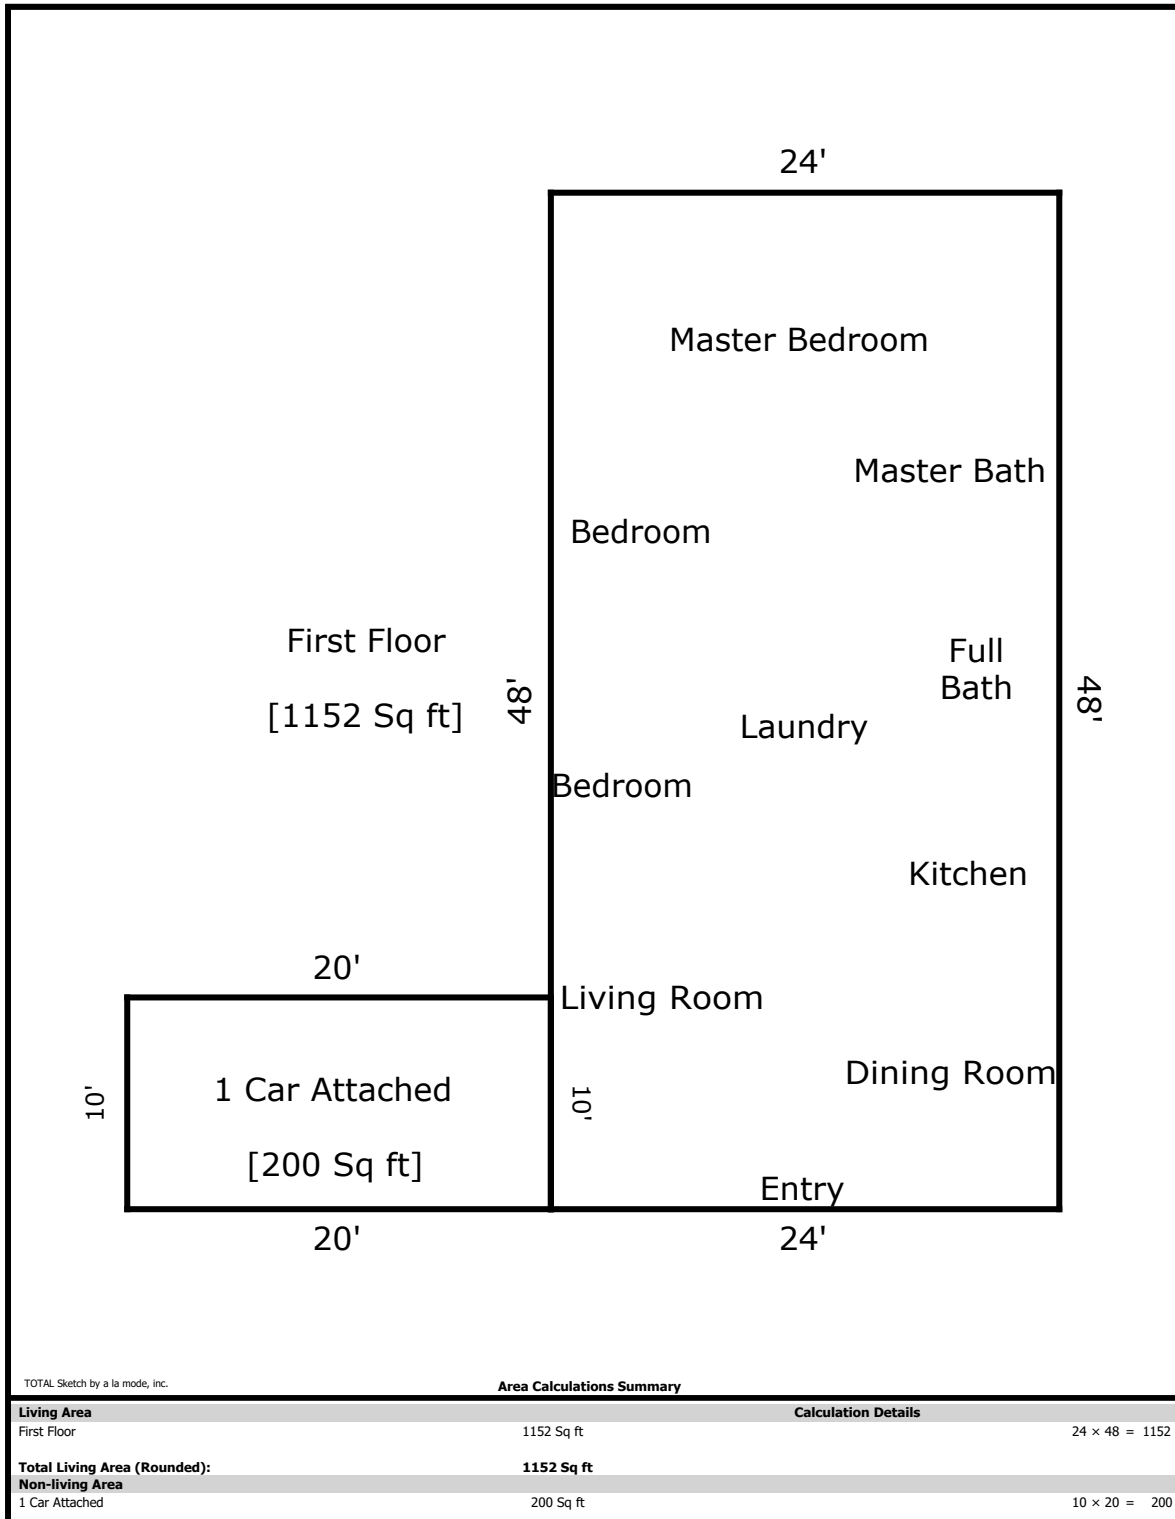 24'
Master Bedroom
Master Bath
Bedroom
First Floor
[1152 Sq ft]
48'
Full
Bath
48'
Laundry
Bedroom
Kitchen
20'
Living Room
10'
1 Car Attached
[200 Sq ft]
10'
Dining Room
Entry
20'
24'
TOTAL Sketch by a la mode, inc.
Area Calculations Summary
Living Area Calculation Details
First Floor 1152 Sq ft 24 × 48 = 1152
Total Living Area (Rounded): 1152 Sq ft
Non-living Area
1 Car Attached 200 Sq ft 10 × 20 = 200